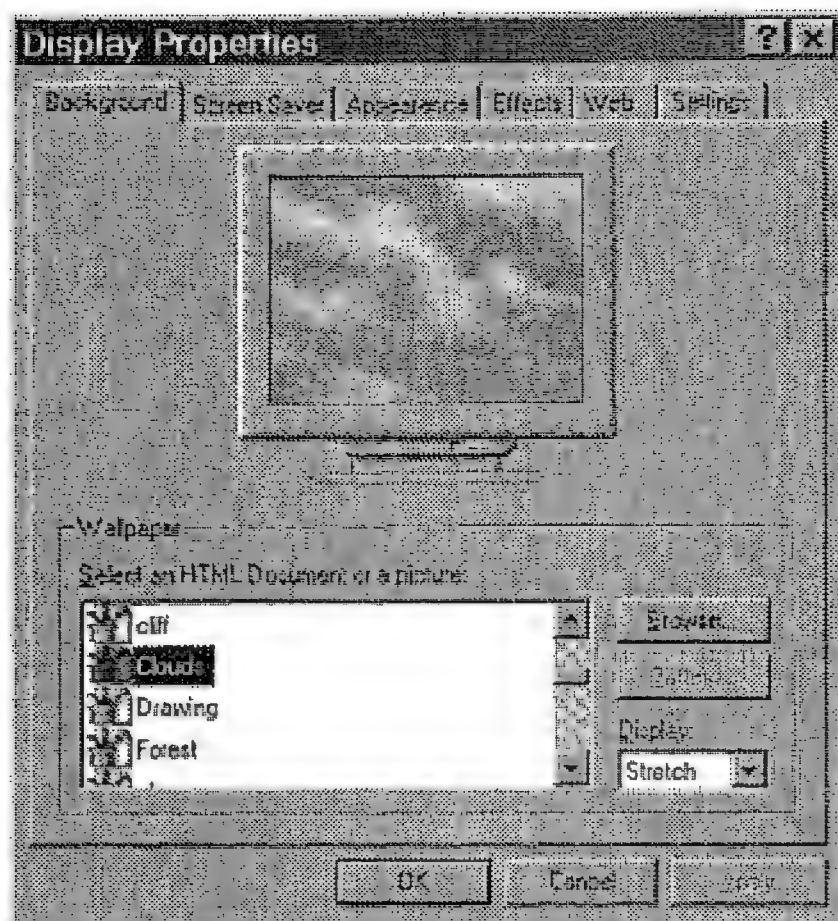 Display Properties ? ×
Background Screen Saver Appearance Effects Web Settings
Wallpaper
Select an HTML Document or a picture:
cliff
Clouds
Drawing
Forest
Browse...
Pattern...
Display:
Stretch
OK Cancel Apply